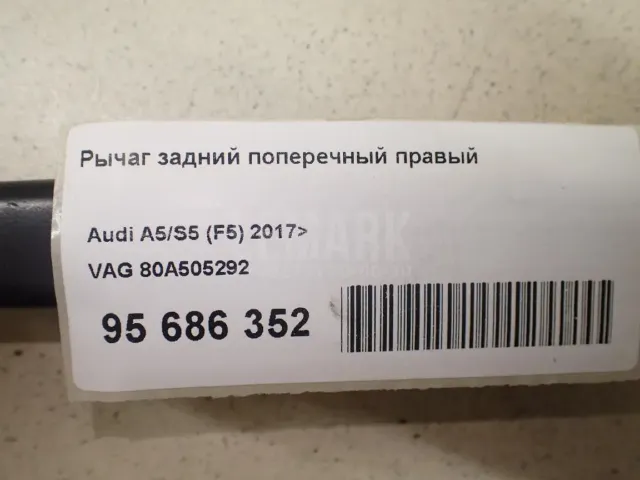 Рычаг задний поперечный правый
Audi A5/S5 (F5) 2017>
VAG 80A505292
95 686 352